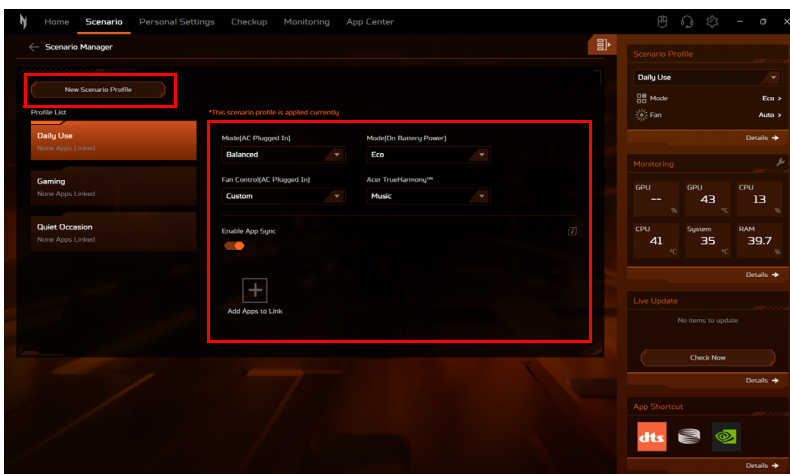 Home Scenario Personal Settings Checkup Monitoring App Center
Scenario Manager
New Scenario Profile
Profile List
Daily Use
None Apps Linked
Gaming
None Apps Linked
Quiet Occasion
None Apps Linked
*This scenario profile is applied currently
Mode(AC Plugged In) Mode(On Battery Power)
Balanced Eco
Fan Control(AC Plugged In) Acer TrueHarmony™
Custom Music
Enable App Sync
Add Apps to Link
Scenario Profile
Daily Use
Mode Eco >
Fan Auto >
Details →
Monitoring
GPU GPU CPU
-- 43 13
% °C %
CPU System RAM
41 35 39.7
°C °C %
Details →
Live Update
No items to update
Check Now
Details →
App Shortcut
dts
Details →